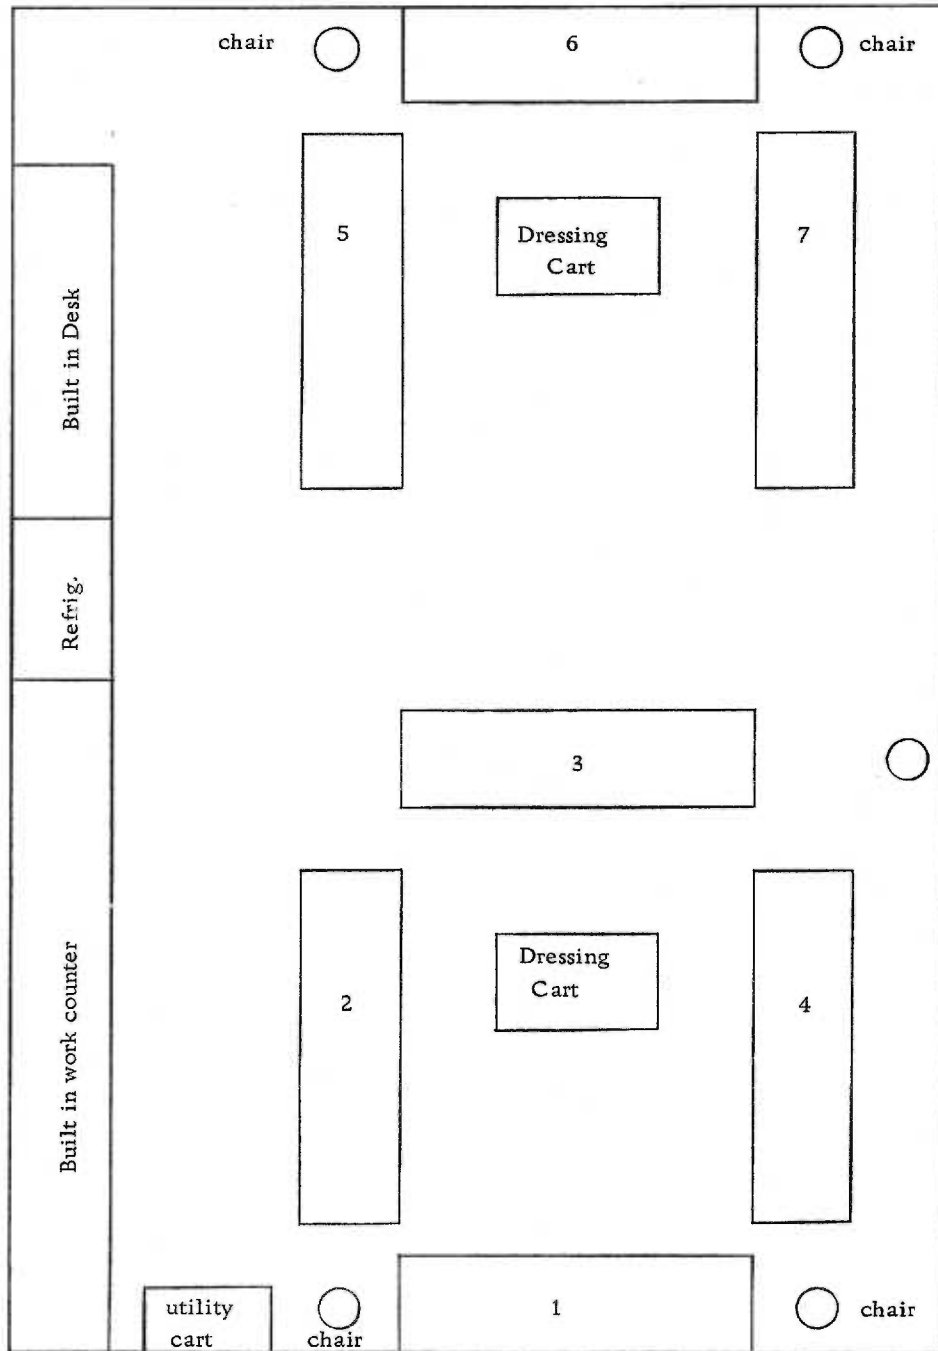 chair
6
chair
5
Dressing
Cart
7
Built in Desk
Refrig.
3
Dressing
Cart
2
4
Built in work counter
utility
cart
chair
1
chair